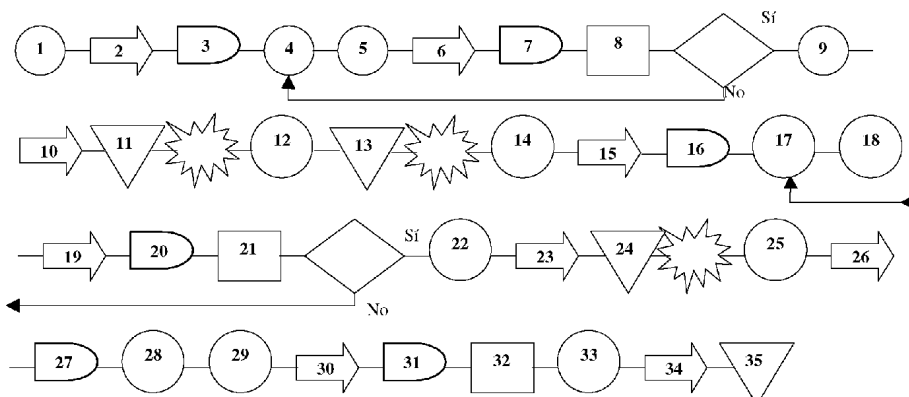 Sí
1 2 3 4 5 6 7 8 9
No
10 11 12 13 14 15 16 17 18
19 20 21 Sí 22 23 24 25 26
No
27 28 29 30 31 32 33 34 35